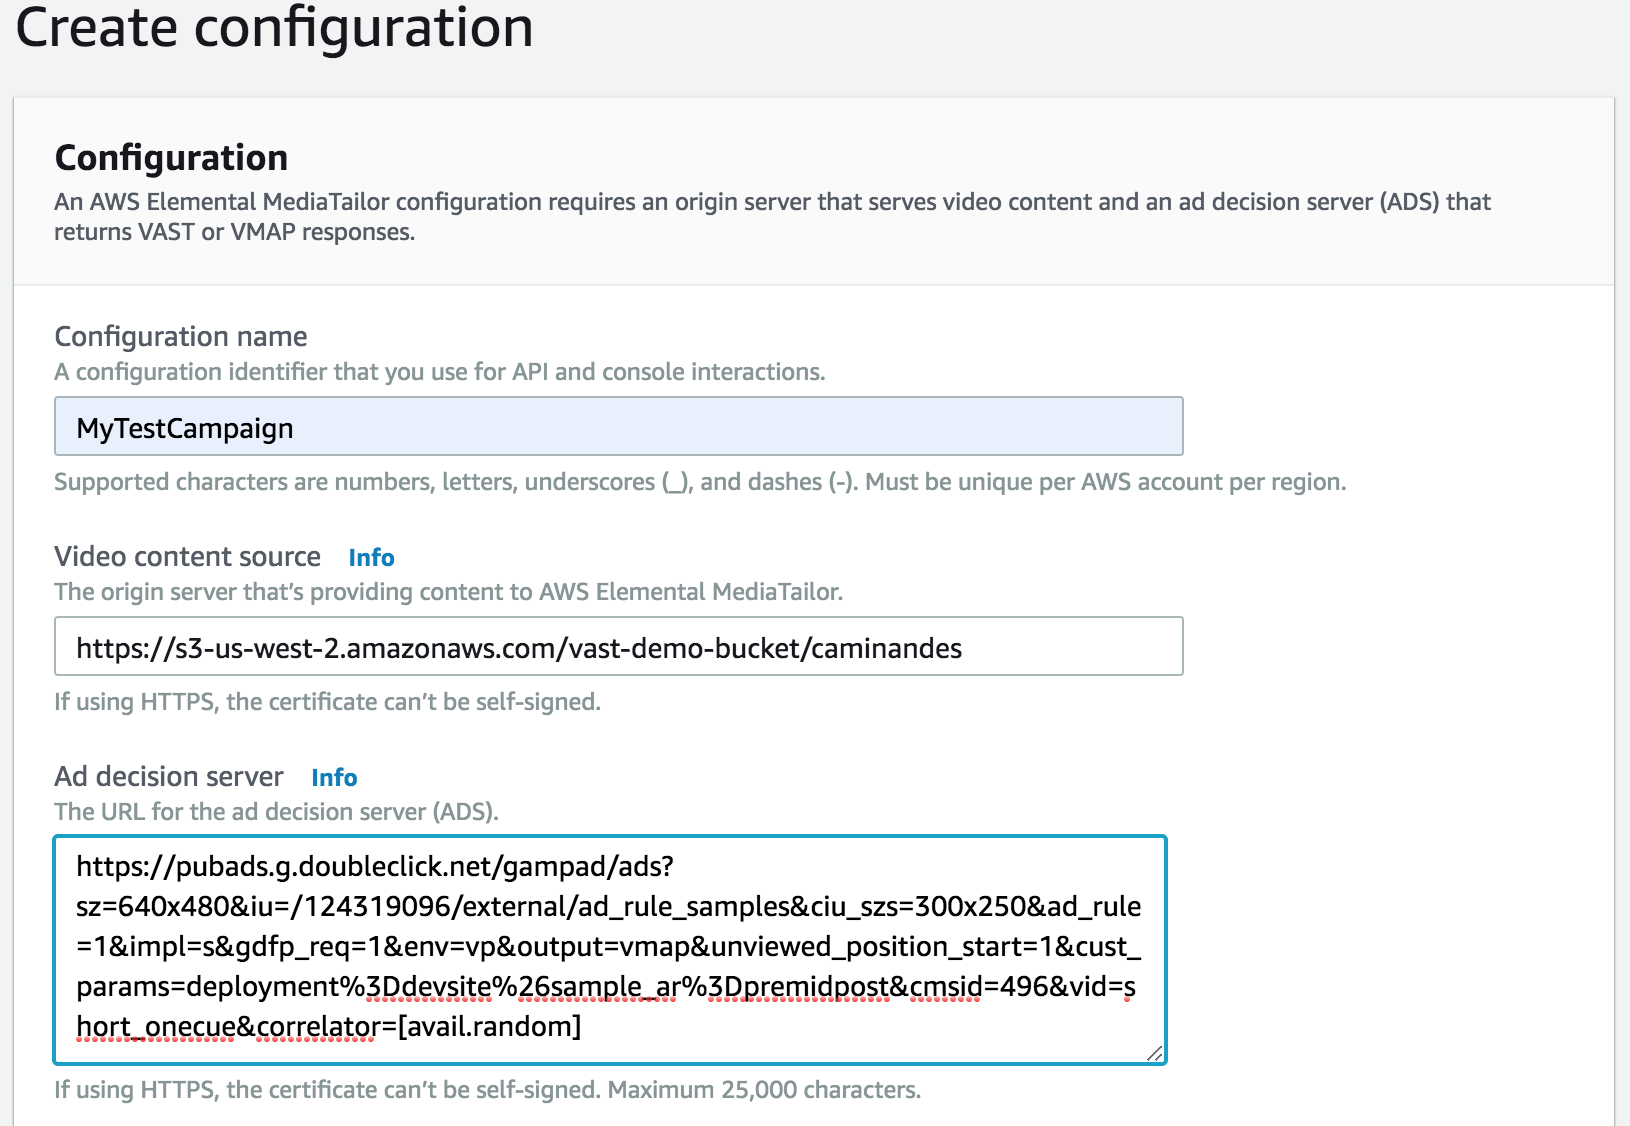 Create configuration
Configuration
An AWS Elemental MediaTailor configuration requires an origin server that serves video content and an ad decision server (ADS) that
returns VAST or VMAP responses.
Configuration name
A configuration identifier that you use for API and console interactions.
MyTestCampaign
Supported characters are numbers, letters, underscores (_), and dashes (-). Must be unique per AWS account per region.
Video content source Info
The origin server that’s providing content to AWS Elemental MediaTailor.
https://s3-us-west-2.amazonaws.com/vast-demo-bucket/caminandes
If using HTTPS, the certificate can’t be self-signed.
Ad decision server Info
The URL for the ad decision server (ADS).
https://pubads.g.doubleclick.net/gampad/ads?
sz=640x480&iu=/124319096/external/ad_rule_samples&ciu_szs=300x250&ad_rule
=1&impl=s&gdfp_req=1&env=vp&output=vmap&unviewed_position_start=1&cust_
params=deployment%3Ddevsite%26sample_ar%3Dpremidpost&cmsid=496&vid=s
hort_onecue&correlator=[avail.random]
If using HTTPS, the certificate can’t be self-signed. Maximum 25,000 characters.